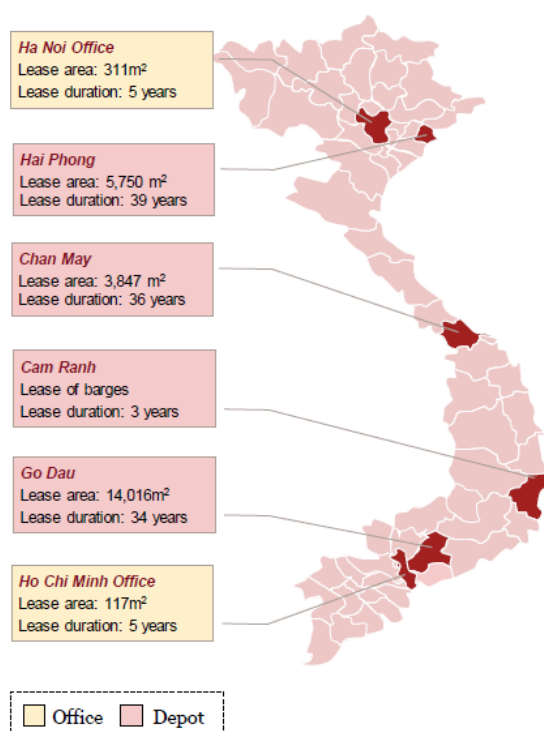 Ha Noi Office
Lease area: 311m²
Lease duration: 5 years
Hai Phong
Lease area: 5,750 m²
Lease duration: 39 years
Chan May
Lease area: 3,847 m²
Lease duration: 36 years
Cam Ranh
Lease of barges
Lease duration: 3 years
Go Dau
Lease area: 14,016m²
Lease duration: 34 years
Ho Chi Minh Office
Lease area: 117m²
Lease duration: 5 years
Office Depot